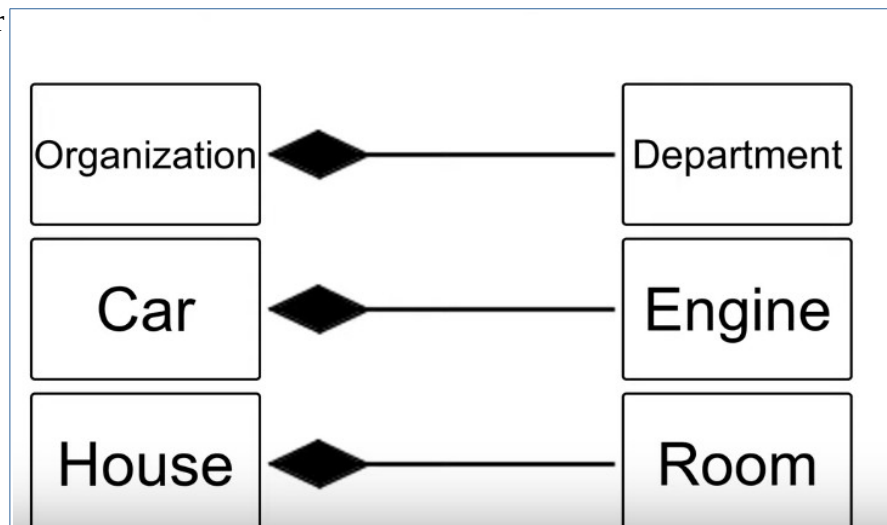 r
Organization
Department
Car
Engine
House
Room